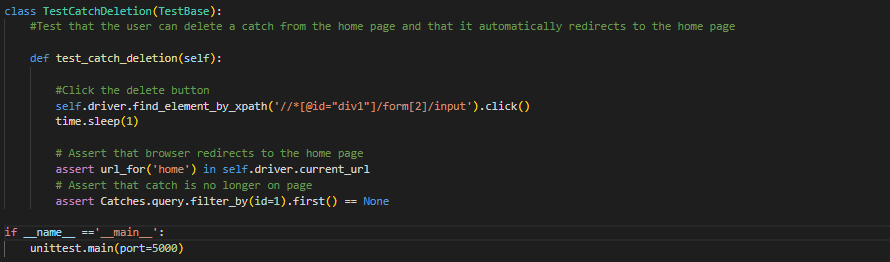 class TestCatchDeletion(TestBase):
#Test that the user can delete a catch from the home page and that it automatically redirects to the home page
def test_catch_deletion(self):
#Click the delete button
self.driver.find_element_by_xpath('//*[@id="div1"]/form[2]/input').click()
time.sleep(1)
# Assert that browser redirects to the home page
assert url_for('home') in self.driver.current_url
# Assert that catch is no longer on page
assert Catches.query.filter_by(id=1).first() == None
if __name__ =='__main__':
unittest.main(port=5000)